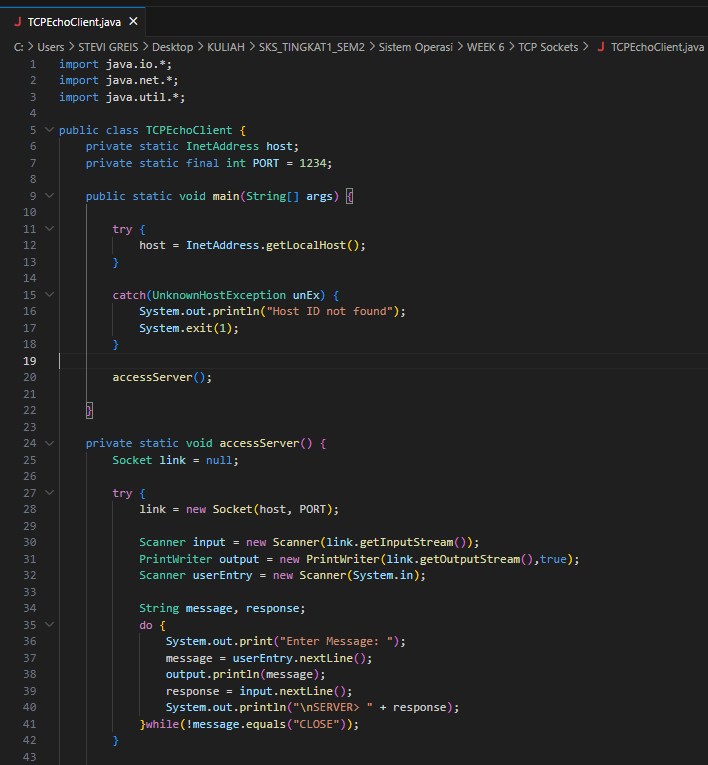 J TCPEchoClient.java ×
C: > Users > STEVI GREIS > Desktop > KULIAH > SKS_TINGKAT1_SEM2 > Sistem Operasi > WEEK 6 > TCP Sockets > J TCPEchoClient.java
1 import java.io.*;
2 import java.net.*;
3 import java.util.*;
4
5 public class TCPEchoClient {
6 private static InetAddress host;
7 private static final int PORT = 1234;
8
9 public static void main(String[] args) {
10
11 try {
12 host = InetAddress.getLocalHost();
13 }
14
15 catch(UnknownHostException unEx) {
16 System.out.println("Host ID not found");
17 System.exit(1);
18 }
19
20 accessServer();
21
22 }
23
24 private static void accessServer() {
25 Socket link = null;
26
27 try {
28 link = new Socket(host, PORT);
29
30 Scanner input = new Scanner(link.getInputStream());
31 PrintWriter output = new PrintWriter(link.getOutputStream(),true);
32 Scanner userEntry = new Scanner(System.in);
33
34 String message, response;
35 do {
36 System.out.print("Enter Message: ");
37 message = userEntry.nextLine();
38 output.println(message);
39 response = input.nextLine();
40 System.out.println("\nSERVER> " + response);
41 }while(!message.equals("CLOSE"));
42 }
43